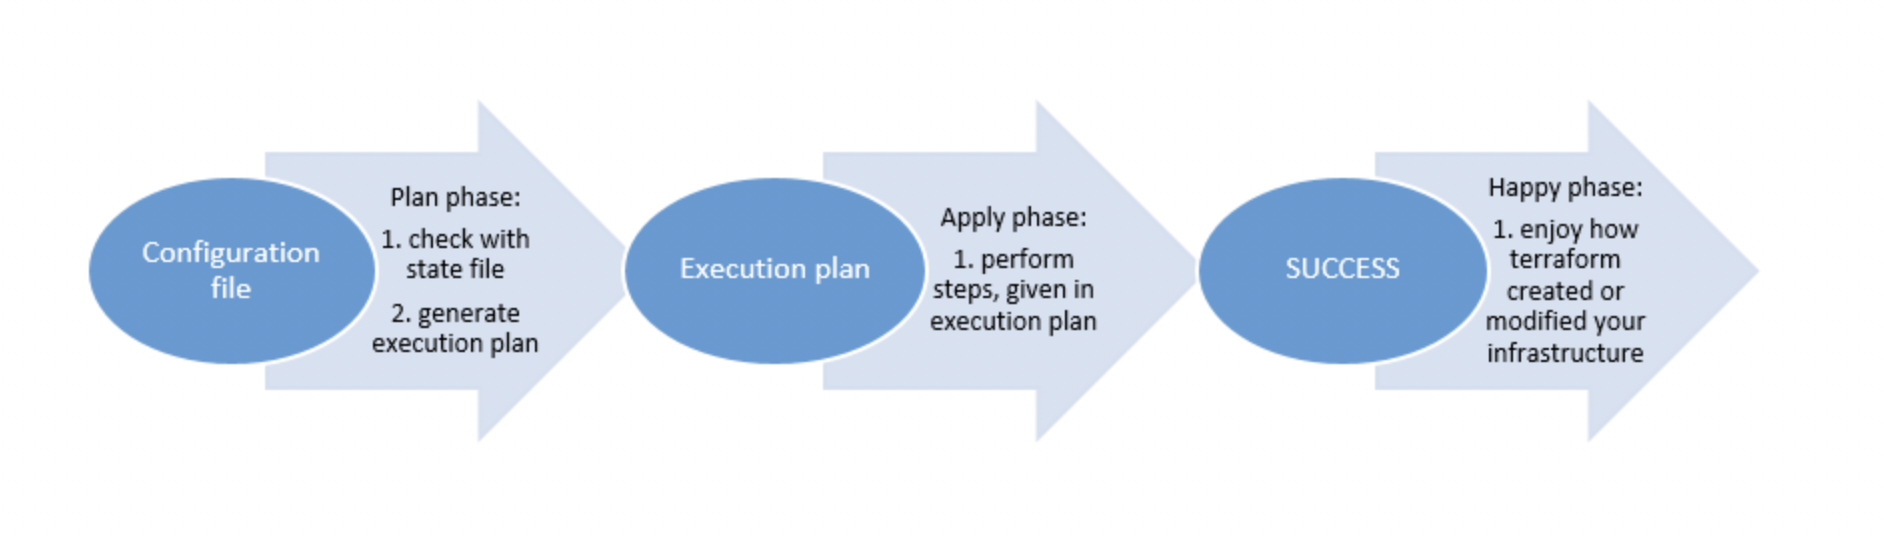 Configuration
file
Plan phase:
1. check with
state file
2. generate
execution plan
Execution plan
Apply phase:
1. perform
steps, given in
execution plan
SUCCESS
Happy phase:
1. enjoy how
terraform
created or
modified your
infrastructure